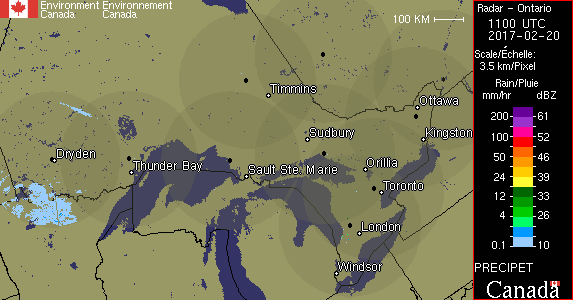 Environment Environnement
Canada Canada
100 KM
Timmins
Ottawa
Sudbury
Kingston
Dryden
Thunder Bay
Sault Ste. Marie
Orillia
Toronto
London
Windsor
Radar - Ontario
1100 UTC
2017-02-20
Scale/Échelle:
3.5 km/Pixel
Rain/Pluie
mm/hr dBZ
200 61
100 52
50 46
24 39
12 33
4 26
0.1 10
PRECIPET
Canada